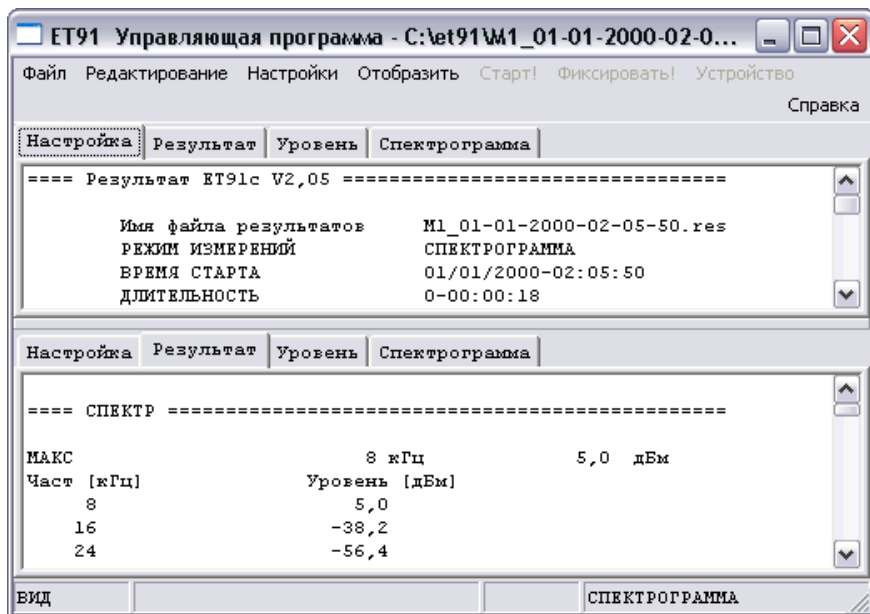 ET91 Управляющая программа - C:\et91\M1_01-01-2000-02-0...
Файл Редактирование Настройки Отобразить Старт! Фиксировать! Устройство
Справка
Настройка Результат Уровень Спектрограмма
==== Результат ET91c V2,05 =================================
Имя файла результатов M1_01-01-2000-02-05-50.res
РЕЖИМ ИЗМЕРЕНИЙ СПЕКТРОГРАММА
ВРЕМЯ СТАРТА 01/01/2000-02:05:50
ДЛИТЕЛЬНОСТЬ 0-00:00:18
Настройка Результат Уровень Спектрограмма
==== СПЕКТР ================================================
МАКС 8 кГц 5,0 дБм
Част [кГц] Уровень [дБм]
8 5,0
16 -38,2
24 -56,4
ВИД СПЕКТРОГРАММА